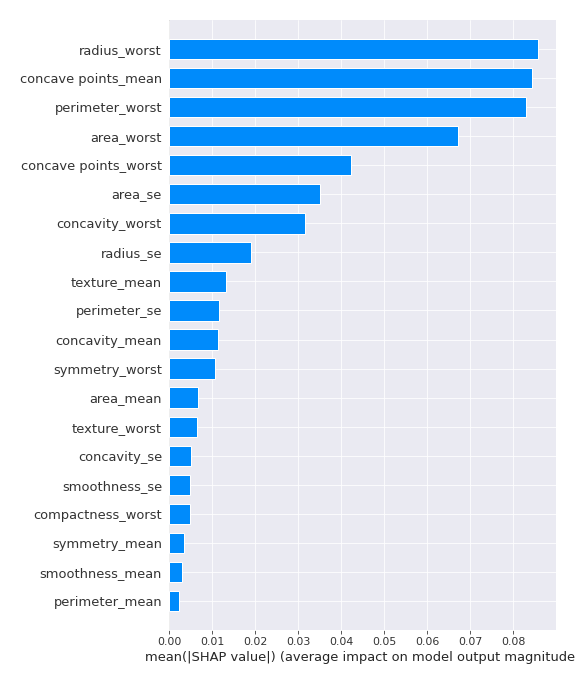 radius_worst
concave points_mean
perimeter_worst
area_worst
concave points_worst
area_se
concavity_worst
radius_se
texture_mean
perimeter_se
concavity_mean
symmetry_worst
area_mean
texture_worst
concavity_se
smoothness_se
compactness_worst
symmetry_mean
smoothness_mean
perimeter_mean
0.00 0.01 0.02 0.03 0.04 0.05 0.06 0.07 0.08
mean(|SHAP value|) (average impact on model output magnitude